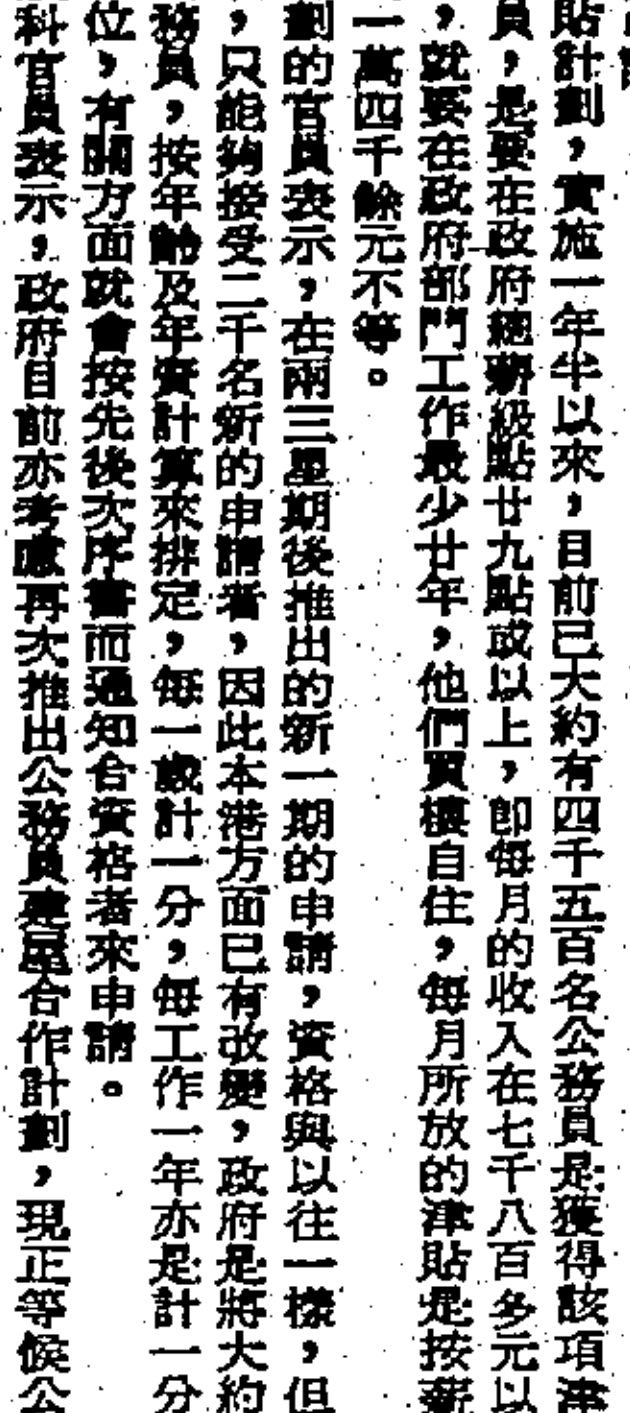 貼計劃，實施一年半以來，目前已大約有四千五百名公務員是獲得該項津
員，是要在政府總薪級點廿九點或以上，即每月的收入在七千八百多元以
，就要在政府部門工作最少廿年，他們買樓自住，每月所放的津貼是按薪
一萬四千餘元不等。
劃的官員表示，在兩三星期後推出的新一期的申請，資格與以往一樣，但
，只能夠接受二千名新的申請者，因此本港方面已有改變，政府是將大約
務員，按年齡及年資計算來排定，每一歲計一分，每工作一年亦是計一分
位，有關方面就會按先後次序書面通知合資格者來申請。
科官員表示，政府目前亦考慮再次推出公務員建屋合作計劃，現正等候公